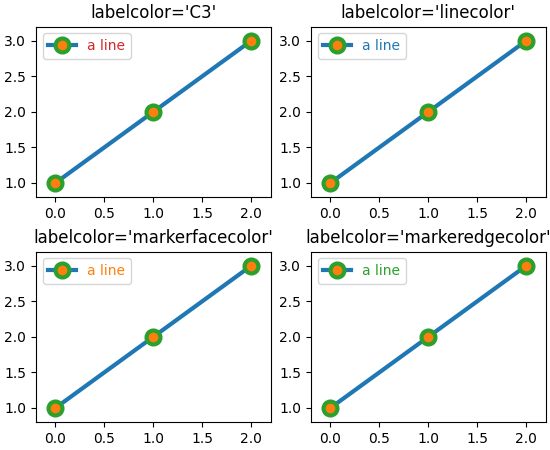 labelcolor='C3'
a line
3.0
2.5
2.0
1.5
1.0
0.0 0.5 1.0 1.5 2.0
labelcolor='linecolor'
a line
3.0
2.5
2.0
1.5
1.0
0.0 0.5 1.0 1.5 2.0
labelcolor='markerfacecolor'
a line
3.0
2.5
2.0
1.5
1.0
0.0 0.5 1.0 1.5 2.0
labelcolor='markeredgecolor'
a line
3.0
2.5
2.0
1.5
1.0
0.0 0.5 1.0 1.5 2.0